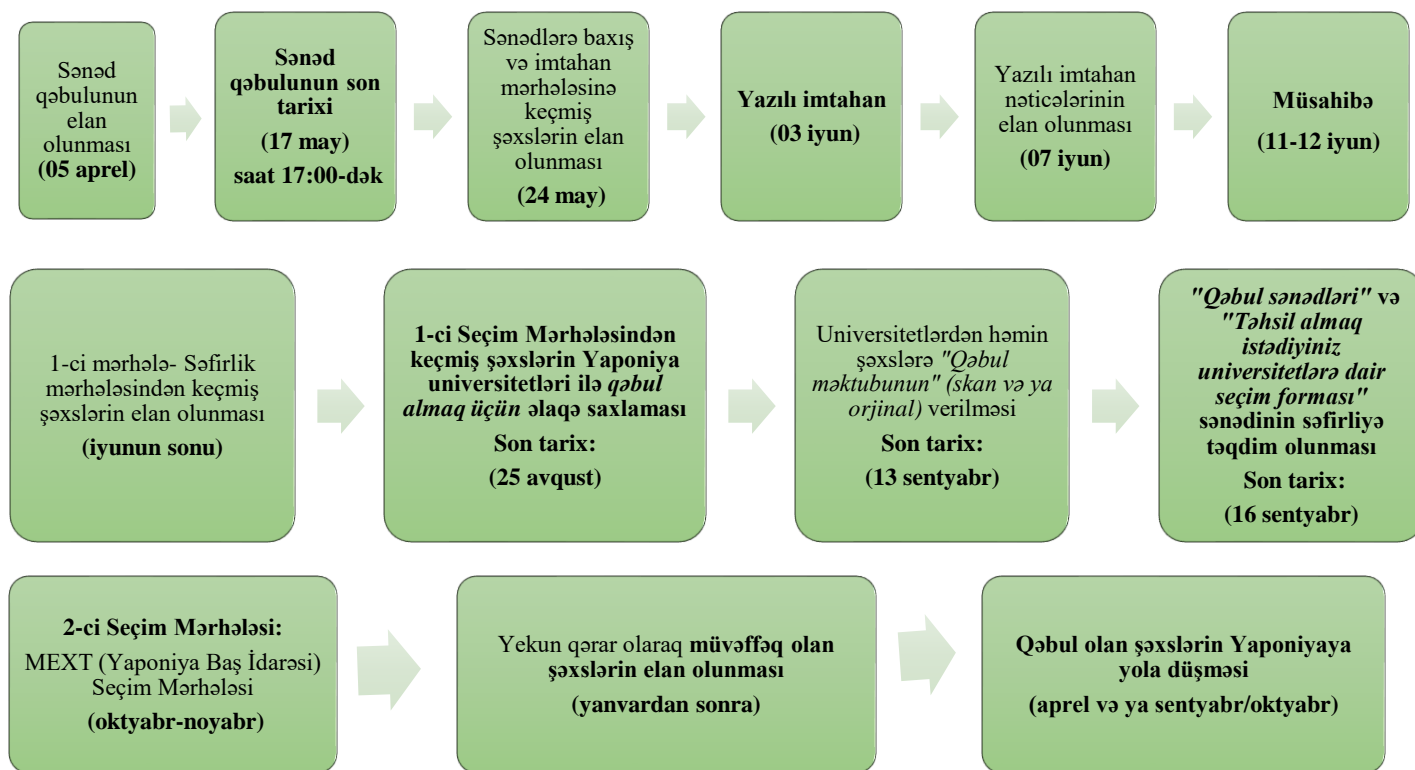 Sənəd
qəbulunun
elan
olunması
(05 aprel)
Sənəd
qəbulunun son
tarixi
(17 may)
saat 17:00-dək
Sənədlərə baxış
və imtahan
mərhələsinə
keçmiş
şəxslərin elan
olunması
(24 may)
Yazılı imtahan
(03 iyun)
Yazılı imtahan
nəticələrinin
elan olunması
(07 iyun)
Müsahibə
(11-12 iyun)
1-ci mərhələ- Səfirlik
mərhələsindən keçmiş
şəxslərin elan olunması
(iyunun sonu)
1-ci Seçim Mərhələsindən
keçmiş şəxslərin Yaponiya
universitetləri ilə qəbul
almaq üçün əlaqə saxlaması
Son tarix:
(25 avqust)
Universitetlərdən həmin
şəxslərə "Qəbul
məktubunun" (skan və ya
orjinal) verilməsi
Son tarix:
(13 sentyabr)
"Qəbul sənədləri" və
"Təhsil almaq
istədiyiniz
universitetlərə dair
seçim forması"
sənədinin səfirliyə
təqdim olunması
Son tarix:
(16 sentyabr)
2-ci Seçim Mərhələsi:
MEXT (Yaponiya Baş İdarəsi)
Seçim Mərhələsi
(oktyabr-noyabr)
Yekun qərar olaraq müvəffəq olan
şəxslərin elan olunması
(yanvardan sonra)
Qəbul olan şəxslərin Yaponiyaya
yola düşməsi
(aprel və ya sentyabr/oktyabr)